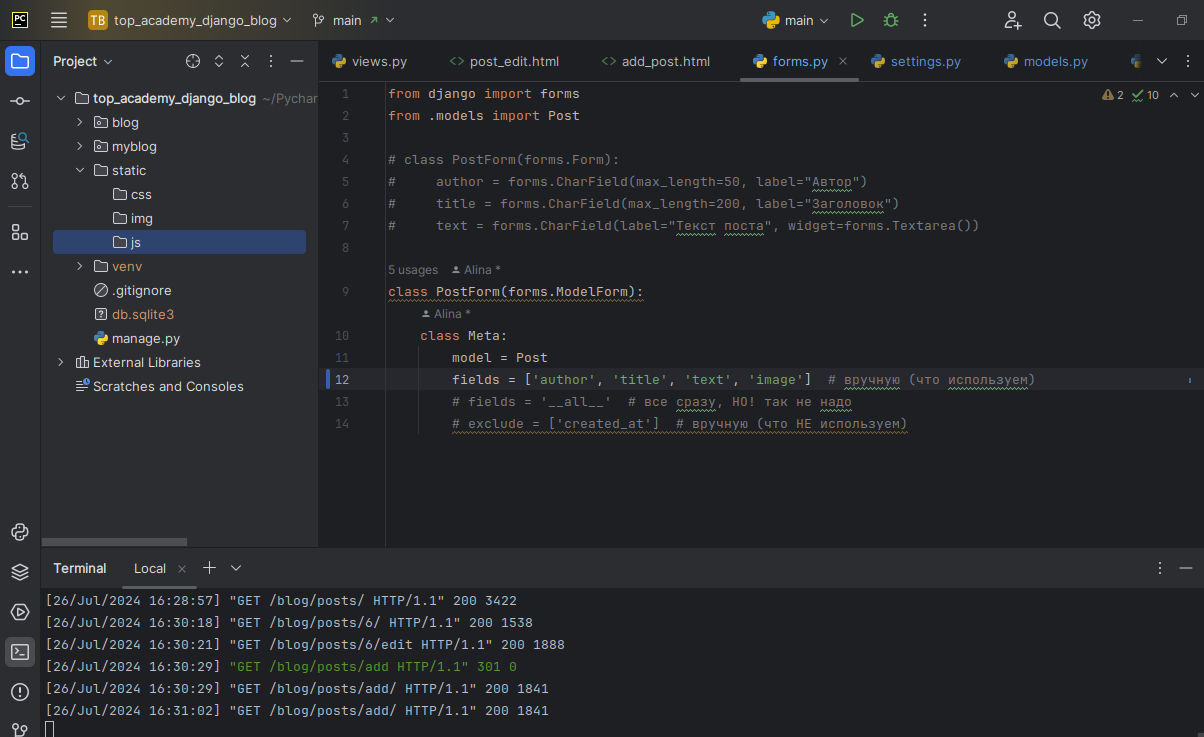 PC
TB top_academy_django_blog main main
Project
views.py post_edit.html add_post.html forms.py settings.py models.py
top_academy_django_blog ~/Pychar
blog
myblog
static
css
img
js
venv
.gitignore
db.sqlite3
manage.py
External Libraries
Scratches and Consoles
2 10
1 from django import forms
2 from .models import Post
3
4 # class PostForm(forms.Form):
5 #     author = forms.CharField(max_length=50, label="Автор")
6 #     title = forms.CharField(max_length=200, label="Заголовок")
7 #     text = forms.CharField(label="Текст поста", widget=forms.Textarea())
8
5 usages Alina *
9 class PostForm(forms.ModelForm):
Alina *
10 class Meta:
11 model = Post
12 fields = ['author', 'title', 'text', 'image']  # вручную (что используем)
13 # fields = '__all__'  # все сразу, НО! так не надо
14 # exclude = ['created_at']  # вручную (что НЕ используем)
Terminal Local
[26/Jul/2024 16:28:57] "GET /blog/posts/ HTTP/1.1" 200 3422
[26/Jul/2024 16:30:18] "GET /blog/posts/6/ HTTP/1.1" 200 1538
[26/Jul/2024 16:30:21] "GET /blog/posts/6/edit HTTP/1.1" 200 1888
[26/Jul/2024 16:30:29] "GET /blog/posts/add HTTP/1.1" 301 0
[26/Jul/2024 16:30:29] "GET /blog/posts/add/ HTTP/1.1" 200 1841
[26/Jul/2024 16:31:02] "GET /blog/posts/add/ HTTP/1.1" 200 1841